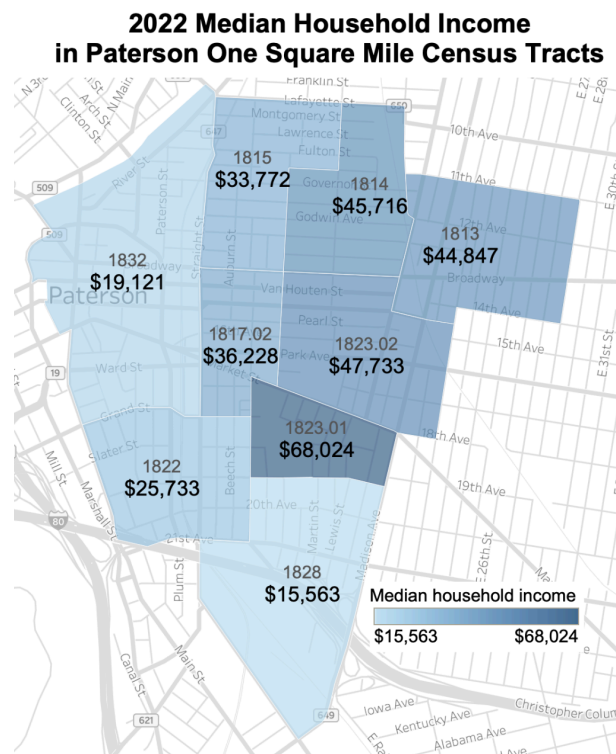 2022 Median Household Income
in Paterson One Square Mile Census Tracts
Franklin St
N 3rd
N Main
Arch St
Clinton St
Lafayette St
650
Montgomery St
647
Lawrence St
Fulton St
10th Ave
E 27
E 28
1815
$33,772
River St
Paterson St
Governor
1814
$45,716
11th Ave
E 30th
509
Godwin Ave
12th Ave
1813
$44,847
509
Straight St
Auburn St
1832
$19,121
Broadway
Paterson
Van Houten St
14th Ave
Pearl St
15th Ave
1817.02
$36,228
Park Ave
1823.02
$47,733
E 31st St
19
Ward St
Market St
Grand St
1823.01
$68,024
18th Ave
Slater St
Mill St
1822
$25,733
Beech St
19th Ave
Marshall St
20th Ave
80
21st Ave
Martin St
Lewis St
Madison Ave
E 26th St
Plum St
1828
$15,563
Median household income
$15,563
$68,024
Main St
Canal St
621
649
Iowa Ave
Kentucky Ave
Alabama Ave
Christopher Colum
E Ra